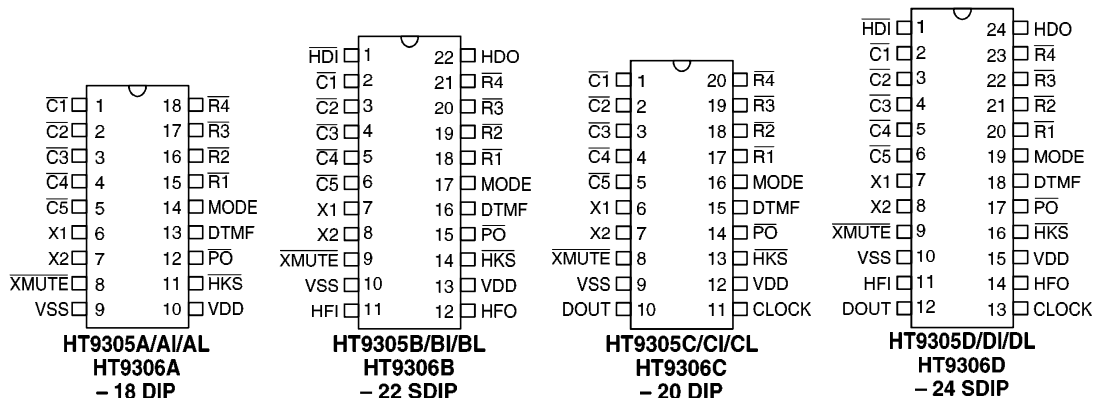 C1 1 18 R4
C2 2 17 R3
C3 3 16 R2
C4 4 15 R1
C5 5 14 MODE
X1 6 13 DTMF
X2 7 12 PO
XMUTE 8 11 HKS
VSS 9 10 VDD
HT9305A/AI/AL
HT9306A
– 18 DIP
HDI 1 22 HDO
C1 2 21 R4
C2 3 20 R3
C3 4 19 R2
C4 5 18 R1
C5 6 17 MODE
X1 7 16 DTMF
X2 8 15 PO
XMUTE 9 14 HKS
VSS 10 13 VDD
HFI 11 12 HFO
HT9305B/BI/BL
HT9306B
– 22 SDIP
C1 1 20 R4
C2 2 19 R3
C3 3 18 R2
C4 4 17 R1
C5 5 16 MODE
X1 6 15 DTMF
X2 7 14 PO
XMUTE 8 13 HKS
VSS 9 12 VDD
DOUT 10 11 CLOCK
HT9305C/CI/CL
HT9306C
– 20 DIP
HDI 1 24 HDO
C1 2 23 R4
C2 3 22 R3
C3 4 21 R2
C4 5 20 R1
C5 6 19 MODE
X1 7 18 DTMF
X2 8 17 PO
XMUTE 9 16 HKS
VSS 10 15 VDD
HFI 11 14 HFO
DOUT 12 13 CLOCK
HT9305D/DI/DL
HT9306D
– 24 SDIP